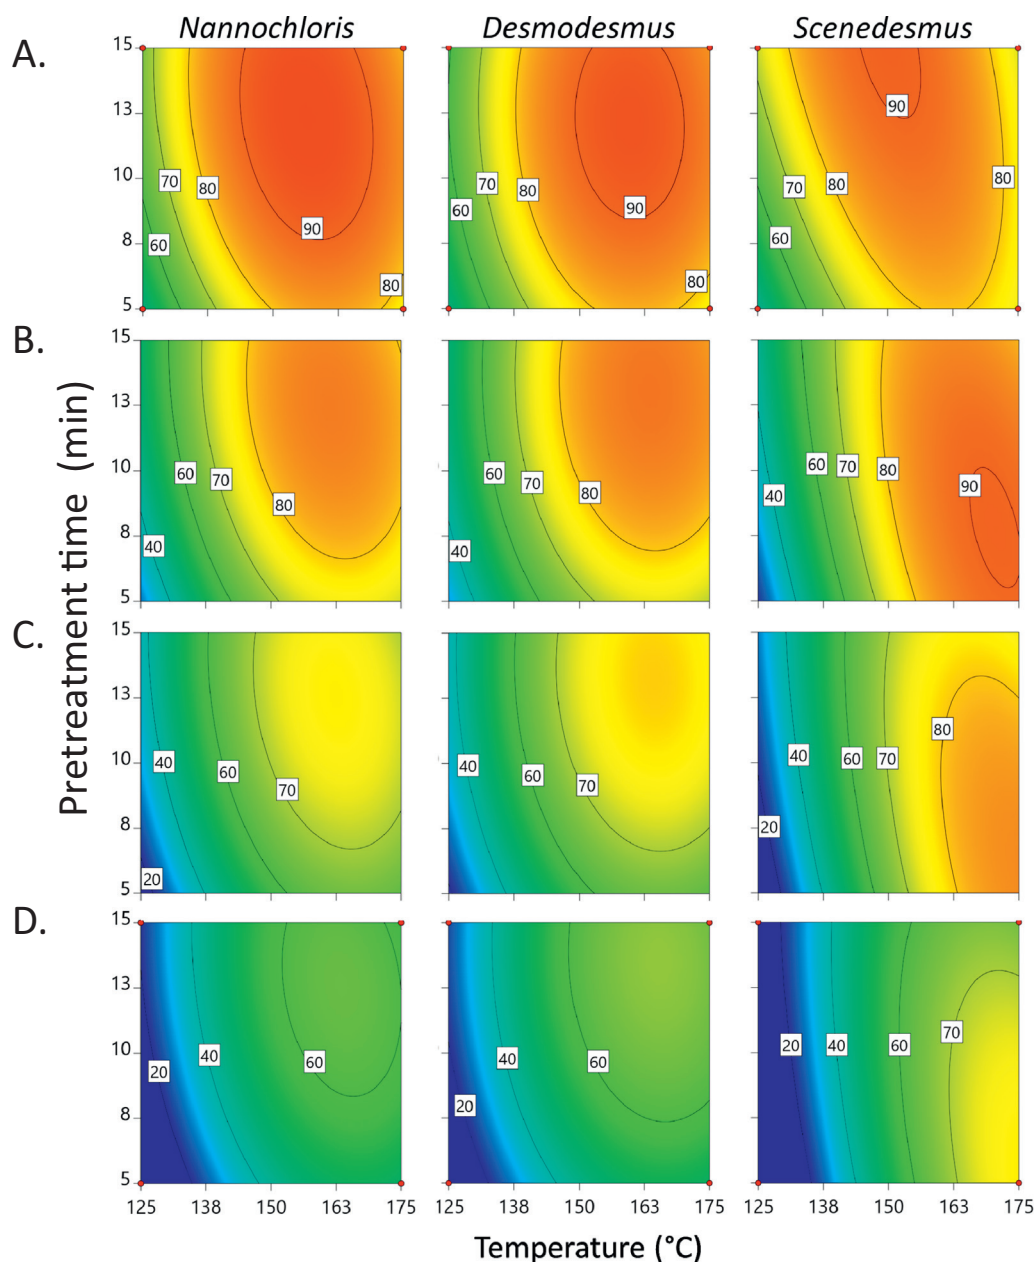 Nannochloris Desmodesmus Scenedesmus
A.
15
13
10
8
5
70 80 90 60 80
70 80 60 90 80
90 70 80 60 80
B.
15
13
10
8
5
60 70 80 40
60 70 80 40
60 70 80 90 40
C.
15
13
10
8
5
40 60 70 20
40 60 70
80 40 60 70 20
D.
15
13
10
8
5
40 60 20
40 60 20
70 20 40 60
125 138 150 163 175
125 138 150 163 175
125 138 150 163 175
Pretreatment time (min)
Temperature (°C)